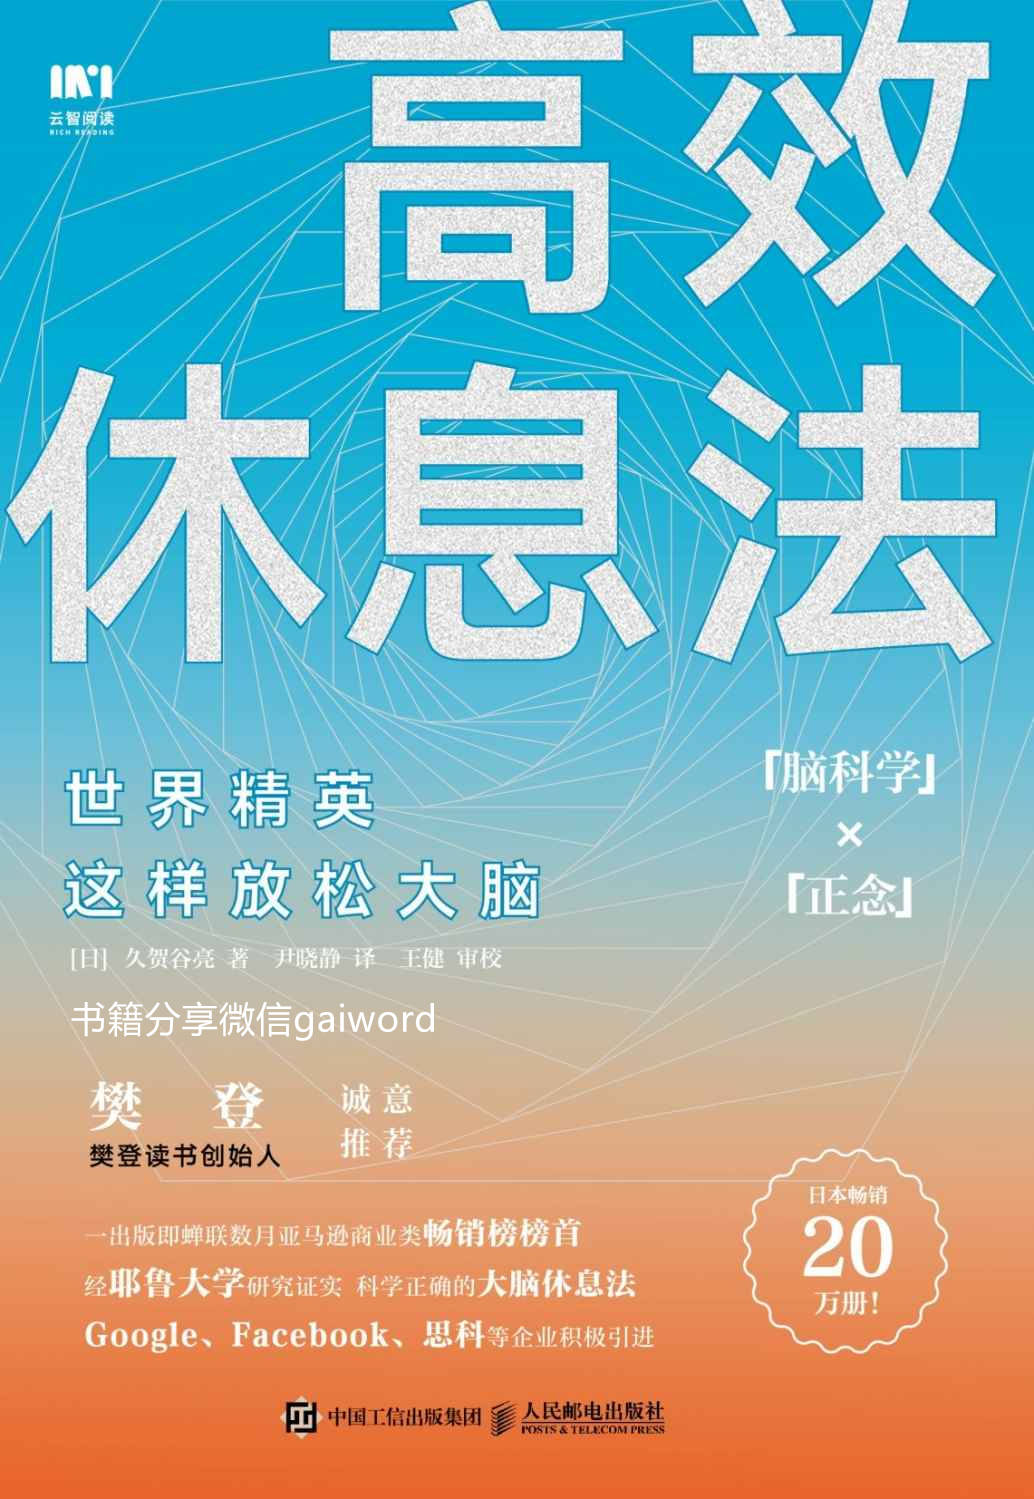 云智阅读
RICH READING
高效
休息法
世界精英
这样放松大脑
「脑科学」
×
「正念」
[日] 久贺谷亮 著 尹晓静 译 王健 审校
书籍分享微信gaiword
樊登
樊登读书创始人
诚意
推荐
一出版即蝉联数月亚马逊商业类畅销榜榜首
经耶鲁大学研究证实 科学正确的大脑休息法
Google、Facebook、思科等企业积极引进
日本畅销
20
万册!
中国工信出版集团
人民邮电出版社
POSTS & TELECOM PRESS